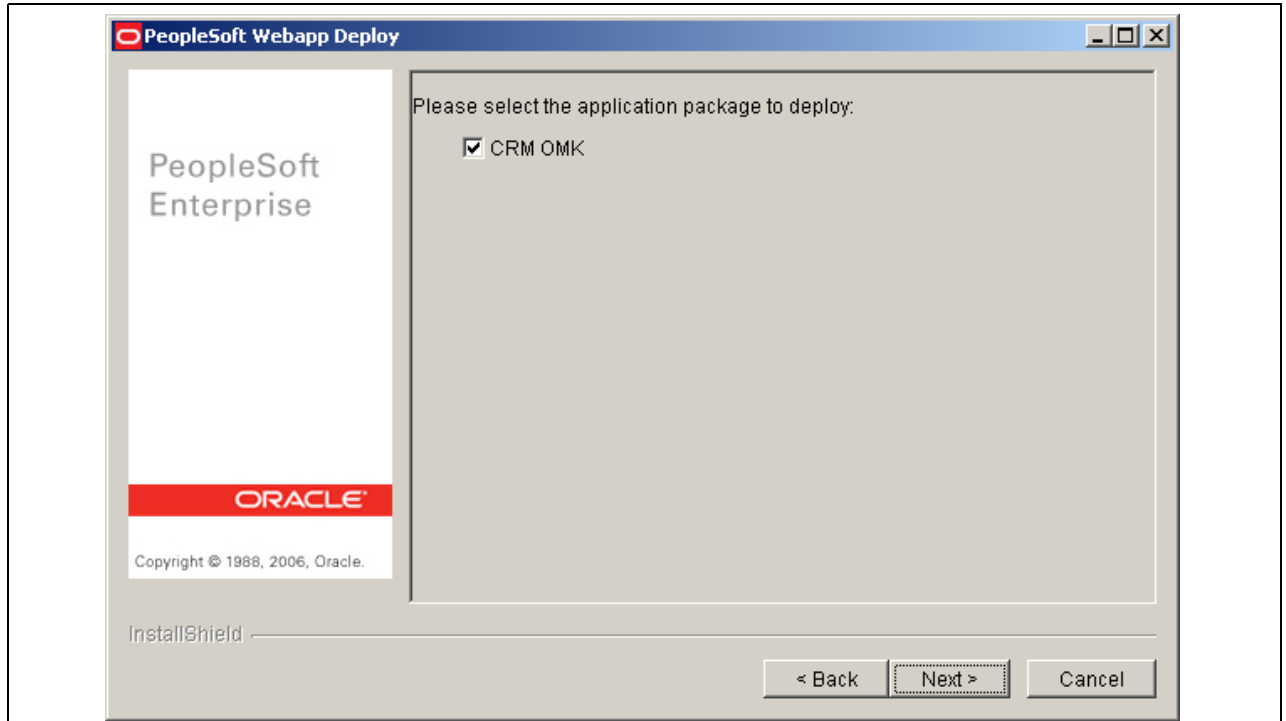 PeopleSoft Webapp Deploy
PeopleSoft
Enterprise
ORACLE
Copyright © 1988, 2006, Oracle.
Please select the application package to deploy:
CRM OMK
InstallShield
< Back
Next >
Cancel